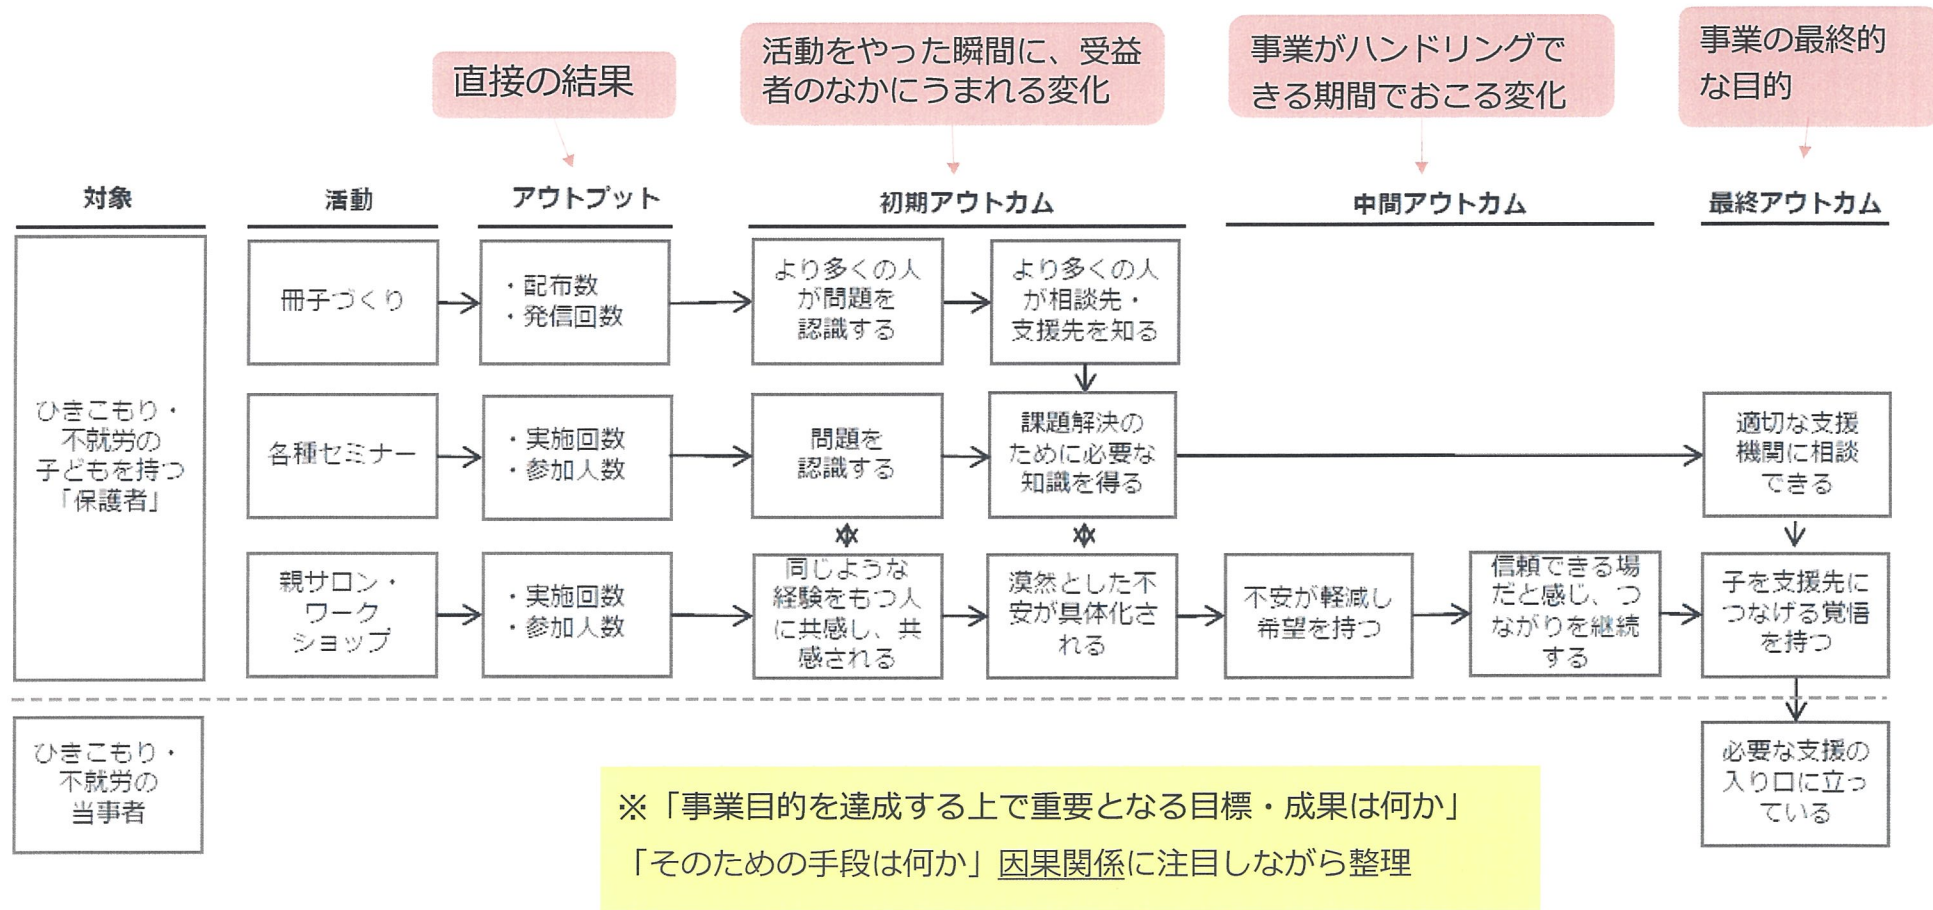 直接の結果
活動をやった瞬間に、受益
者のなかにうまれる変化
事業がハンドリングで
きる期間でおこる変化
事業の最終的
な目的
対象
活動
アウトプット
初期アウトカム
中間アウトカム
最終アウトカム
ひきこもり・
不就労の
子どもを持つ
「保護者」
冊子づくり
・配布数
・発信回数
より多くの人
が問題を
認識する
より多くの人
が相談先・
支援先を知る
各種セミナー
・実施回数
・参加人数
問題を
認識する
課題解決の
ために必要な
知識を得る
適切な支援
機関に相談
できる
親サロン・
ワーク
ショップ
・実施回数
・参加人数
同じような
経験をもつ人
に共感し、共
感される
漠然とした不
安が具体化さ
れる
不安が軽減し
希望を持つ
信頼できる場
だと感じ、つ
ながりを継続
する
子を支援先に
つなげる覚悟
を持つ
ひきこもり・
不就労の
当事者
必要な支援の
入り口に立っ
ている
※「事業目的を達成する上で重要となる目標・成果は何か」
「そのための手段は何か」因果関係に注目しながら整理